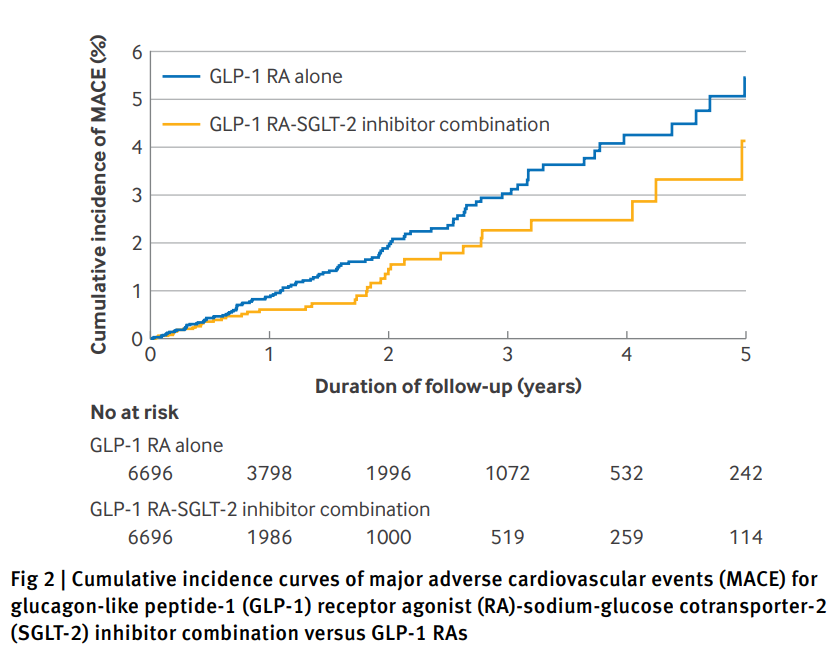 Cumulative incidence of MACE (%)
6
5
4
3
2
1
0
GLP-1 RA alone
GLP-1 RA-SGLT-2 inhibitor combination
0 1 2 3 4 5
Duration of follow-up (years)
No at risk
GLP-1 RA alone
6696 3798 1996 1072 532 242
GLP-1 RA-SGLT-2 inhibitor combination
6696 1986 1000 519 259 114
Fig 2 | Cumulative incidence curves of major adverse cardiovascular events (MACE) for
glucagon-like peptide-1 (GLP-1) receptor agonist (RA)-sodium-glucose cotransporter-2
(SGLT-2) inhibitor combination versus GLP-1 RAs